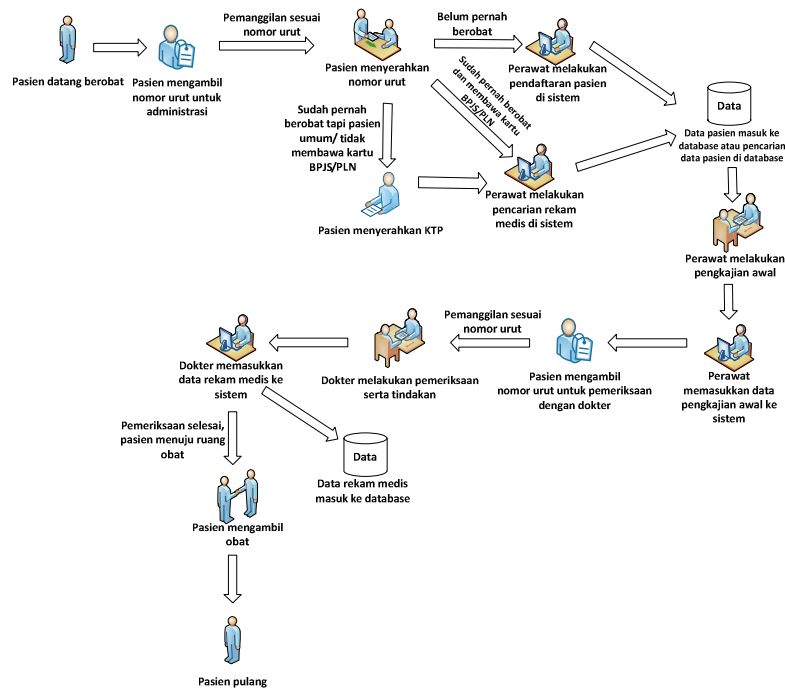 Pasien datang berobat
Pasien mengambil
nomor urut untuk
administrasi
Pemanggilan sesuai
nomor urut
Pasien menyerahkan
nomor urut
Belum pernah
berobat
Perawat melakukan
pendaftaran pasien
di sistem
Sudah pernah berobat
dan membawa kartu
BPJS/PLN
Sudah pernah
berobat tapi pasien
umum/ tidak
membawa kartu
BPJS/PLN
Pasien menyerahkan KTP
Perawat melakukan
pencarian rekam
medis di sistem
Data
Data pasien masuk ke
database atau pencarian
data pasien di database
Perawat melakukan
pengkajian awal
Perawat
memasukkan data
pengkajian awal ke
sistem
Pasien mengambil
nomor urut untuk pemeriksaan
dengan dokter
Pemanggilan sesuai
nomor urut
Dokter melakukan pemeriksaan
serta tindakan
Dokter memasukkan
data rekam medis ke
sistem
Data
Data rekam medis
masuk ke database
Pemeriksaan selesai,
pasien menuju ruang
obat
Pasien mengambil
obat
Pasien pulang